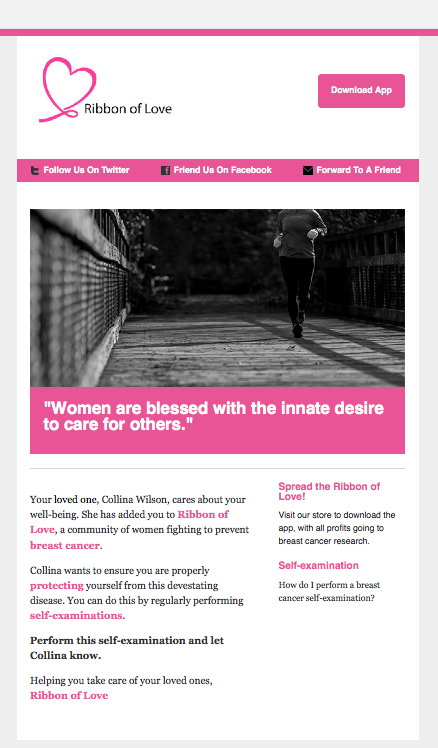 Ribbon of Love
Download App
Follow Us On Twitter
Friend Us On Facebook
Forward To A Friend
"Women are blessed with the innate desire
to care for others."
Your loved one, Collina Wilson, cares about your
well-being. She has added you to Ribbon of
Love, a community of women fighting to prevent
breast cancer.
Collina wants to ensure you are properly
protecting yourself from this devestating
disease. You can do this by regularly performing
self-examinations.
Perform this self-examination and let
Collina know.
Helping you take care of your loved ones,
Ribbon of Love
Spread the Ribbon of
Love!
Visit our store to download the
app, with all profits going to
breast cancer research.
Self-examination
How do I perform a breast
cancer self-examination?